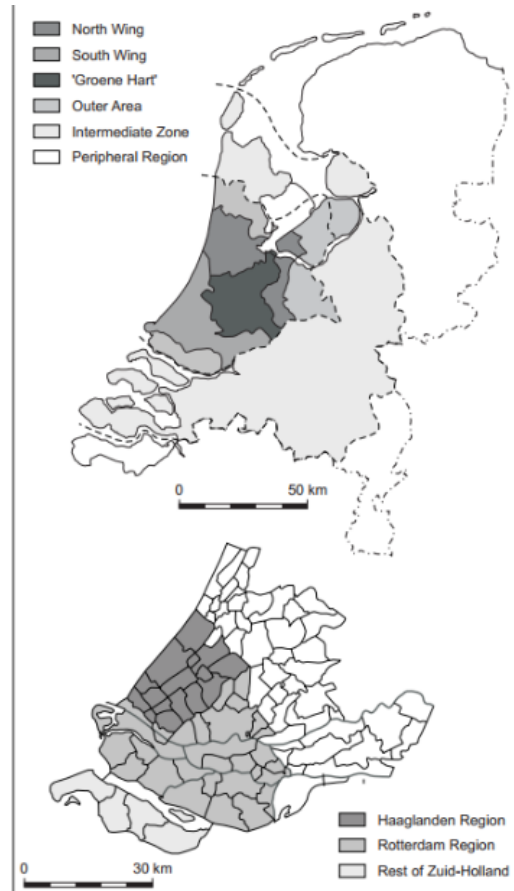 North Wing
South Wing
'Groene Hart'
Outer Area
Intermediate Zone
Peripheral Region
0 50 km
Haaglanden Region
Rotterdam Region
Rest of Zuid-Holland
0 30 km